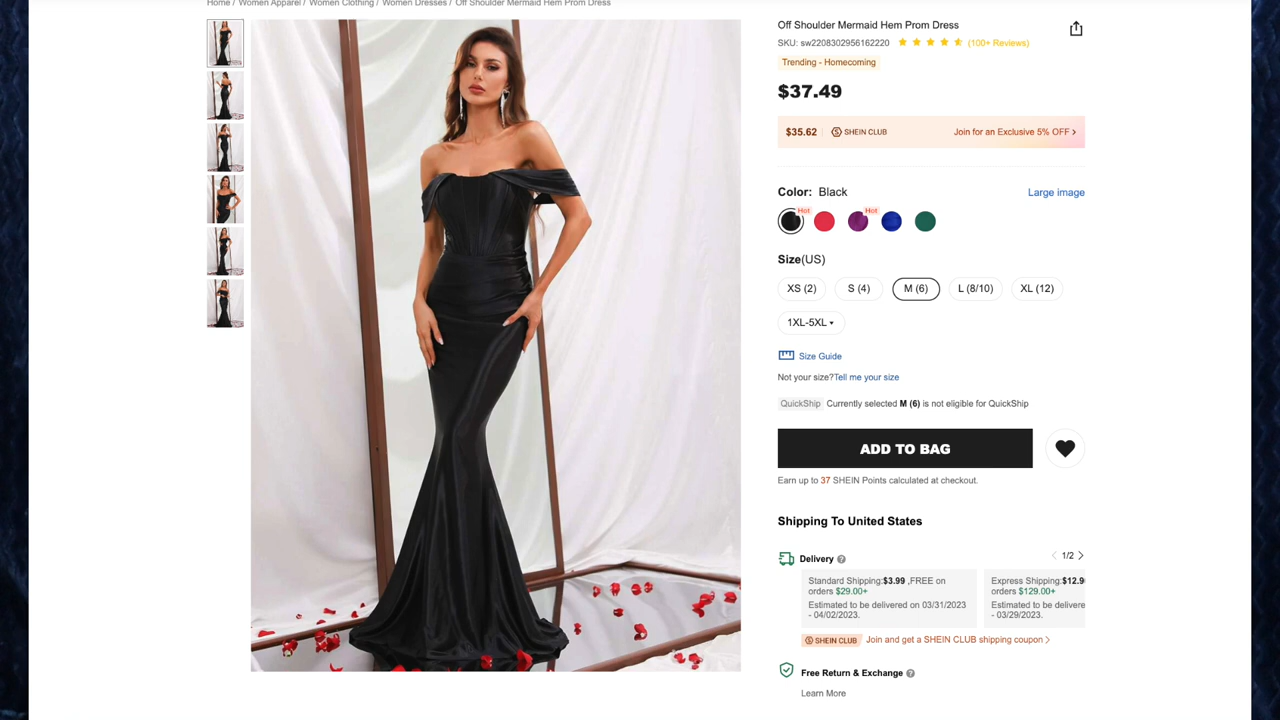 Home / Women Apparel / Women Clothing / Women Dresses / Off Shoulder Mermaid Hem Prom Dress
Off Shoulder Mermaid Hem Prom Dress
SKU: sw2208302956162220 (100+ Reviews)
Trending - Homecoming
$37.49
$35.62 SHEIN CLUB Join for an Exclusive 5% OFF >
Color: Black Large image
Hot Hot
Size(US)
XS (2) S (4) M (6) L (8/10) XL (12)
1XL-5XL
Size Guide
Not your size?Tell me your size
QuickShip Currently selected M (6) is not eligible for QuickShip
ADD TO BAG
Earn up to 37 SHEIN Points calculated at checkout.
Shipping To United States
Delivery ? < 1/2 >
Standard Shipping:$3.99 ,FREE on
orders $29.00+
Estimated to be delivered on 03/31/2023
- 04/02/2023.
Express Shipping:$12.9
orders $129.00+
Estimated to be delivere
- 03/29/2023.
SHEIN CLUB Join and get a SHEIN CLUB shipping coupon >
Free Return & Exchange ?
Learn More